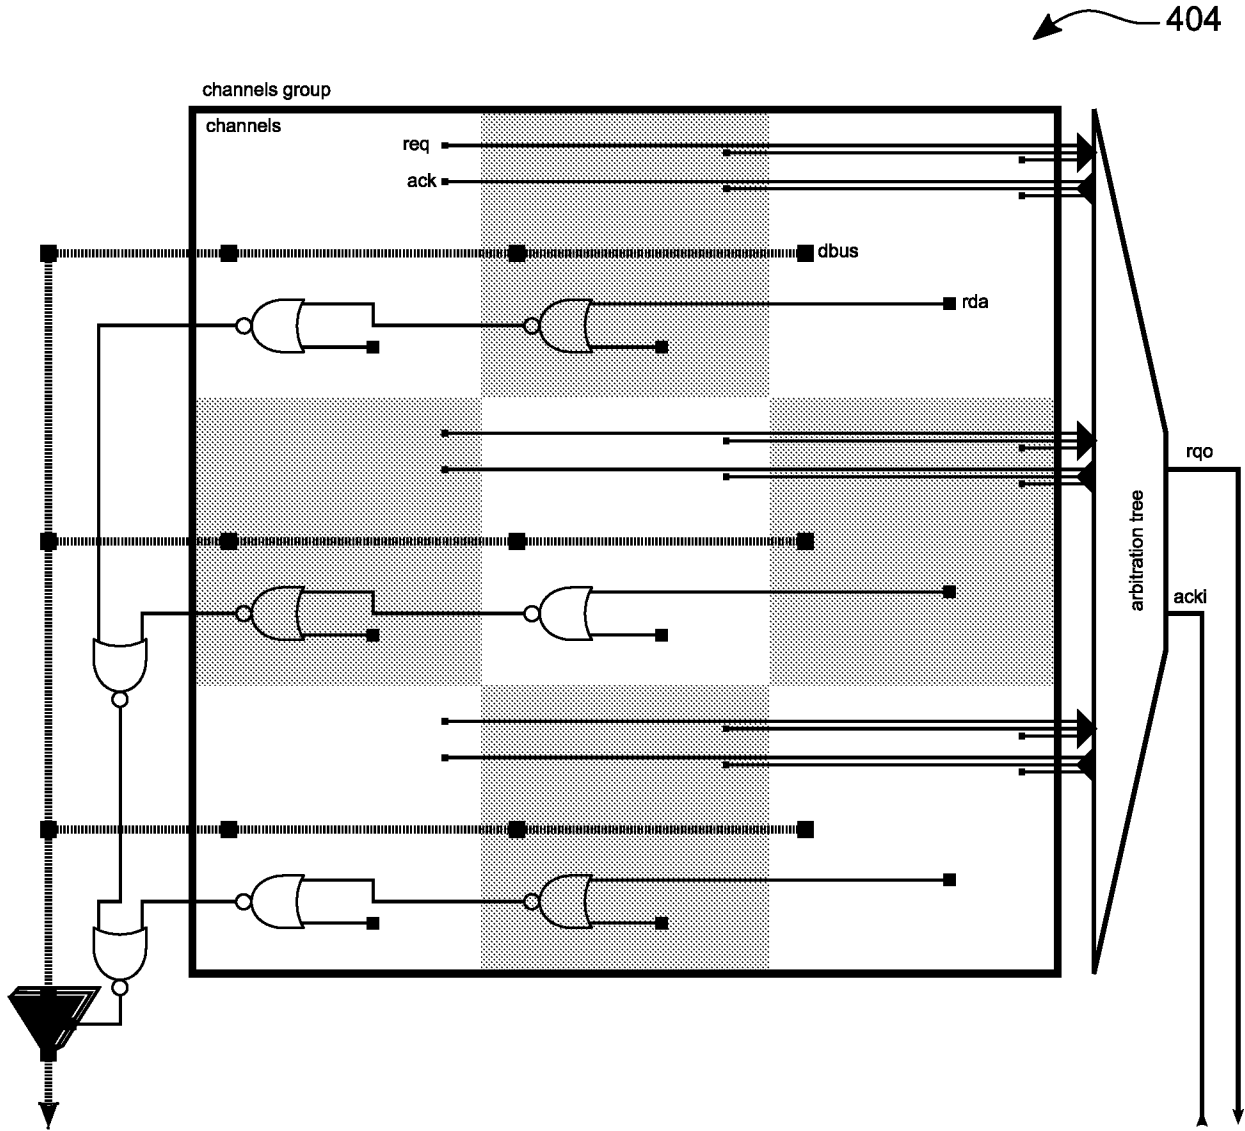 404
channels group
channels
req
ack
dbus
rda
rqo
arbitration tree
acki